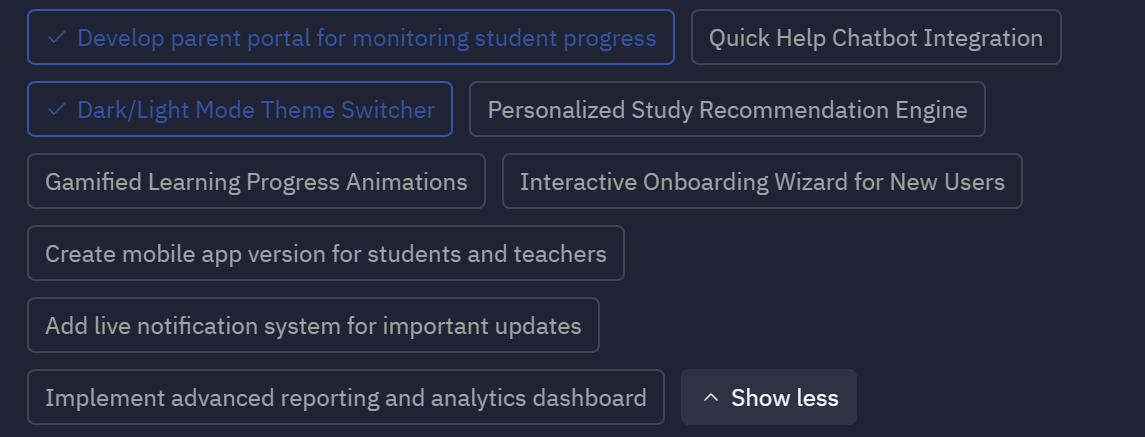 Develop parent portal for monitoring student progress
Quick Help Chatbot Integration
Dark/Light Mode Theme Switcher
Personalized Study Recommendation Engine
Gamified Learning Progress Animations
Interactive Onboarding Wizard for New Users
Create mobile app version for students and teachers
Add live notification system for important updates
Implement advanced reporting and analytics dashboard
Show less